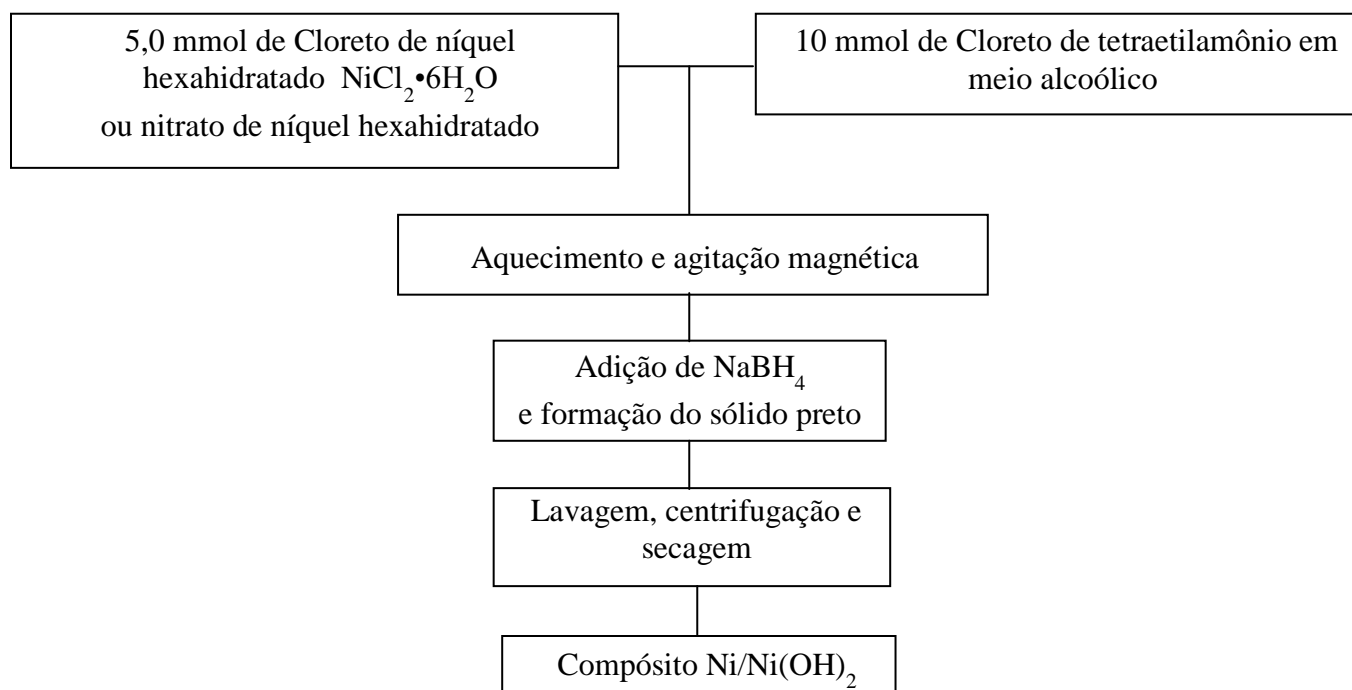 5,0 mmol de Cloreto de níquel
hexahidratado NiCl₂•6H₂O
ou nitrato de níquel hexahidratado
10 mmol de Cloreto de tetraetilamônio em
meio alcoólico
Aquecimento e agitação magnética
Adição de NaBH₄
e formação do sólido preto
Lavagem, centrifugação e
secagem
Compósito Ni/Ni(OH)₂